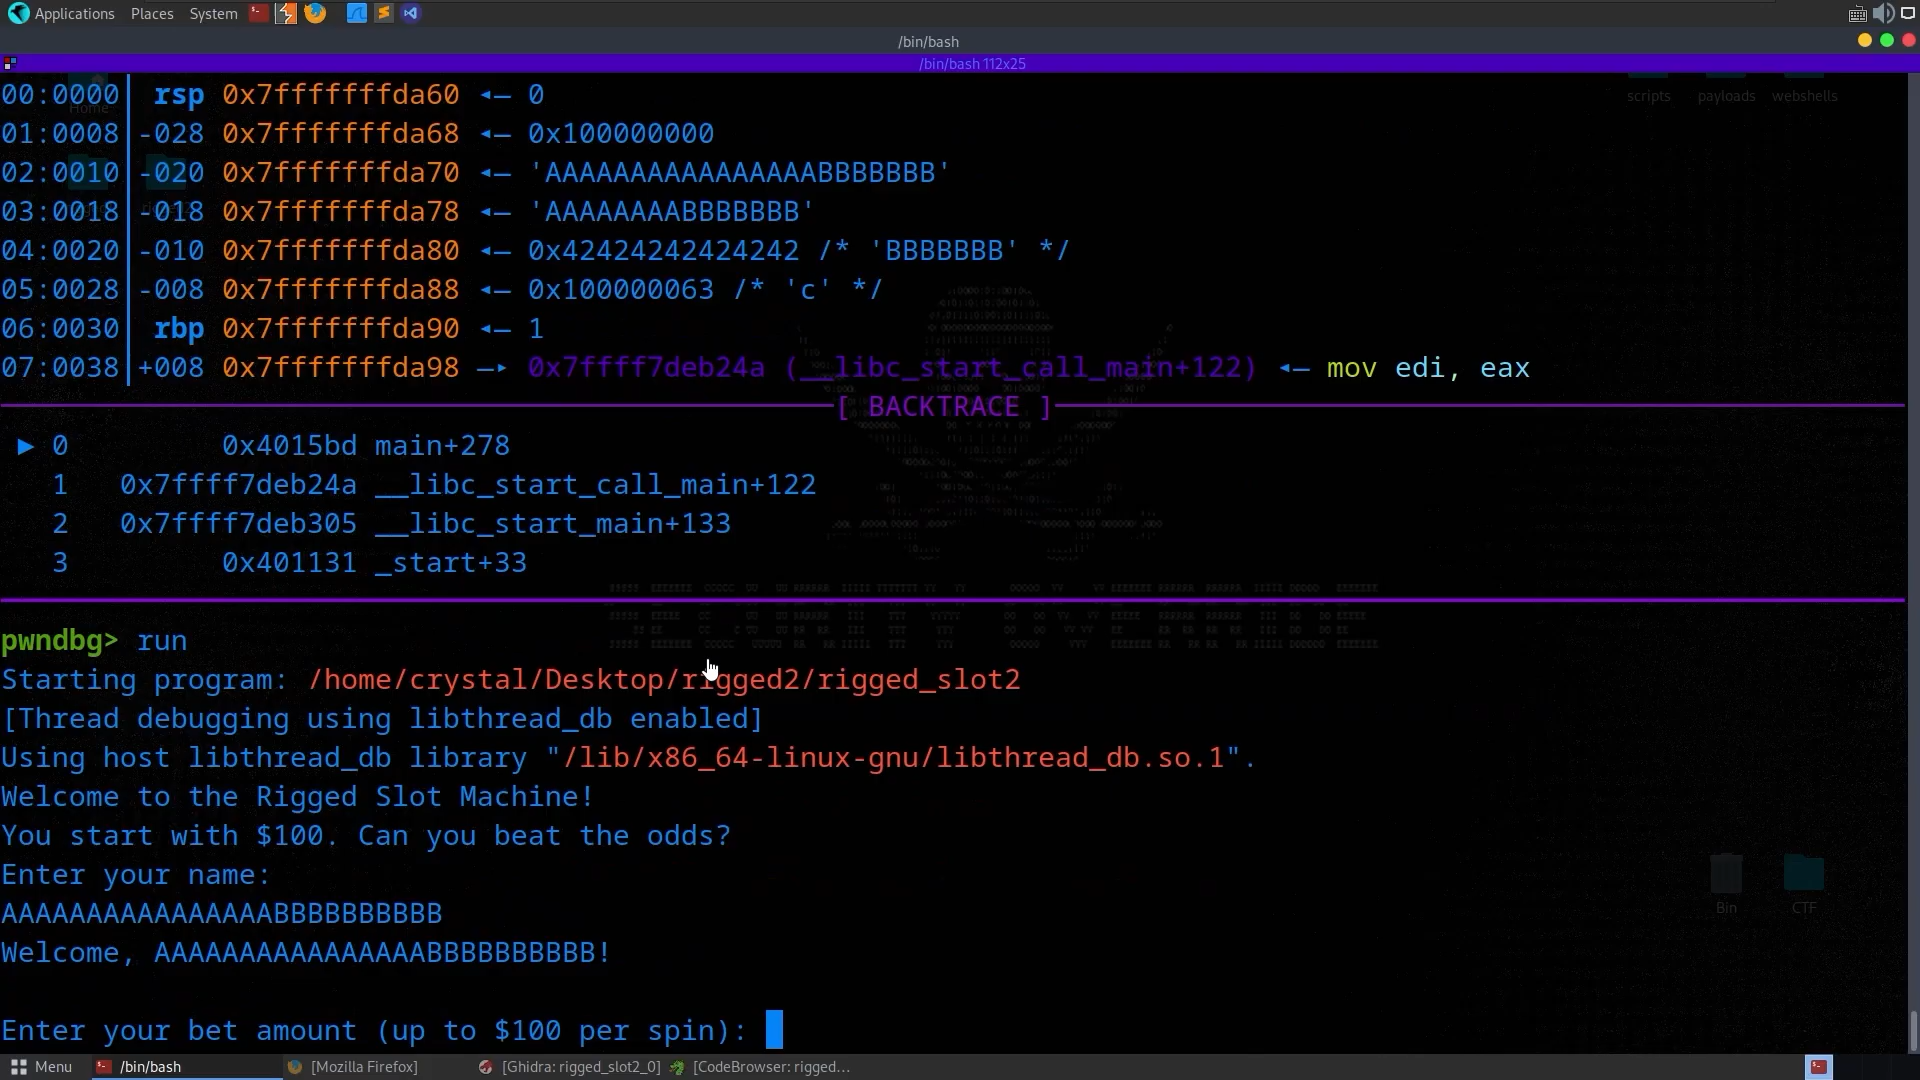 Applications Places System
/bin/bash
/bin/bash 112x25
Home
scripts payloads webshells
00:0000│ rsp 0x7fffffffda60 ◂— 0
01:0008│-028 0x7fffffffda68 ◂— 0x100000000
02:0010│-020 0x7fffffffda70 ◂— 'AAAAAAAAAAAAAAAABBBBBBB'
03:0018│-018 0x7fffffffda78 ◂— 'AAAAAAAABBBBBBB'
04:0020│-010 0x7fffffffda80 ◂— 0x42424242424242 /* 'BBBBBBB' */
05:0028│-008 0x7fffffffda88 ◂— 0x100000063 /* 'c' */
06:0030│ rbp 0x7fffffffda90 ◂— 1
07:0038│+008 0x7fffffffda98 —▸ 0x7ffff7deb24a (__libc_start_call_main+122) ◂— mov edi, eax
[ BACKTRACE ]
► 0 0x4015bd main+278
1 0x7ffff7deb24a __libc_start_call_main+122
2 0x7ffff7deb305 __libc_start_main+133
3 0x401131 _start+33
pwndbg> run
Starting program: /home/crystal/Desktop/rigged2/rigged_slot2
[Thread debugging using libthread_db enabled]
Using host libthread_db library "/lib/x86_64-linux-gnu/libthread_db.so.1".
Welcome to the Rigged Slot Machine!
You start with $100. Can you beat the odds?
Enter your name:
AAAAAAAAAAAAAAAABBBBBBBBBB
Welcome, AAAAAAAAAAAAAAAABBBBBBBBBB!
Enter your bet amount (up to $100 per spin):
Bin CTF
Menu /bin/bash [Mozilla Firefox] [Ghidra: rigged_slot2_0] [CodeBrowser: rigged...